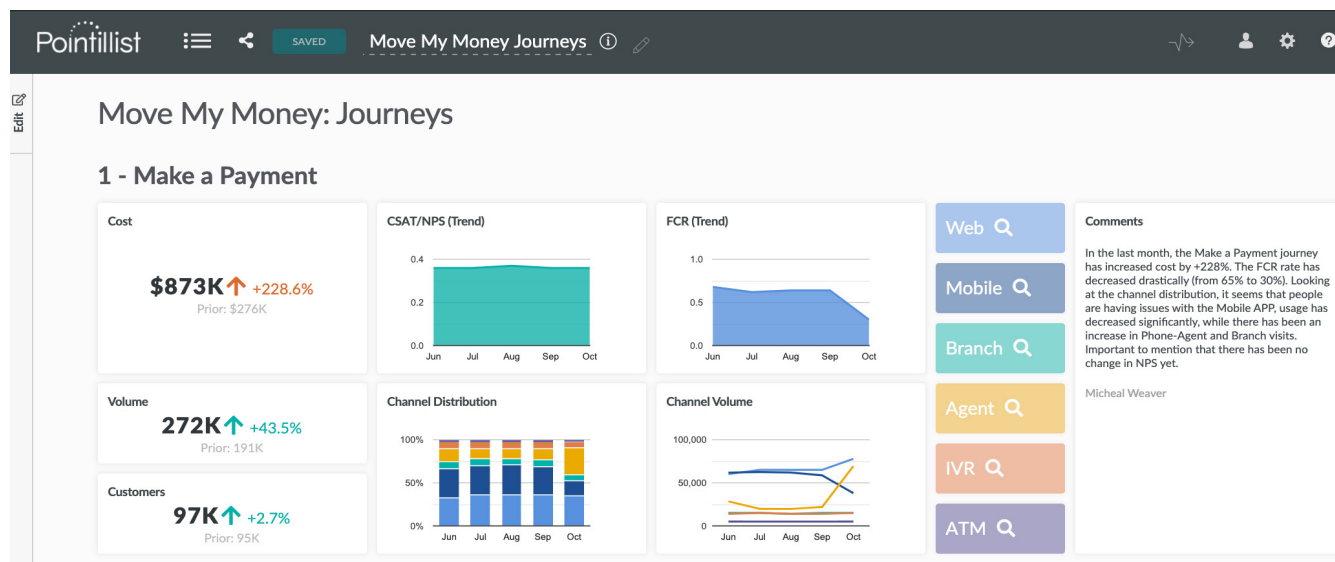 Pointillist
SAVED
Move My Money Journeys
Edit
Move My Money: Journeys
1 - Make a Payment
Cost
$873K +228.6%
Prior: $276K
CSAT/NPS (Trend)
0.4
0.2
0.0
Jun Jul Aug Sep Oct
FCR (Trend)
1.0
0.5
0.0
Jun Jul Aug Sep Oct
Web
Mobile
Branch
Agent
IVR
ATM
Comments
In the last month, the Make a Payment journey
has increased cost by +228%. The FCR rate has
decreased drastically (from 65% to 30%). Looking
at the channel distribution, it seems that people
are having issues with the Mobile APP, usage has
decreased significantly, while there has been an
increase in Phone-Agent and Branch visits.
Important to mention that there has been no
change in NPS yet.
Micheal Weaver
Volume
272K +43.5%
Prior: 191K
Customers
97K +2.7%
Prior: 95K
Channel Distribution
100%
50%
0%
Jun Jul Aug Sep Oct
Channel Volume
100,000
50,000
0
Jun Jul Aug Sep Oct